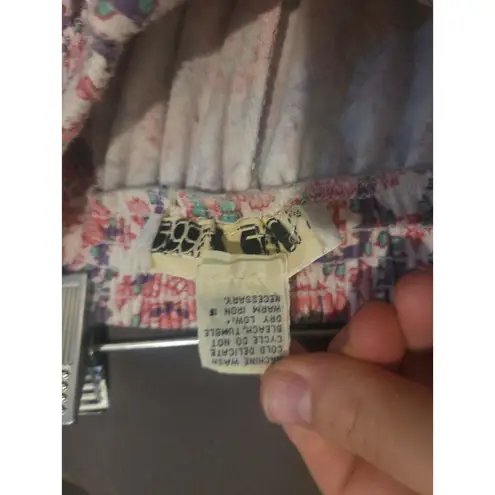 MACHINE WASH
COLD DELICATE
CYCLE DO NOT
BLEACH, TUMBLE
DRY LOW.
WARM IRON IF
NECESSARY.